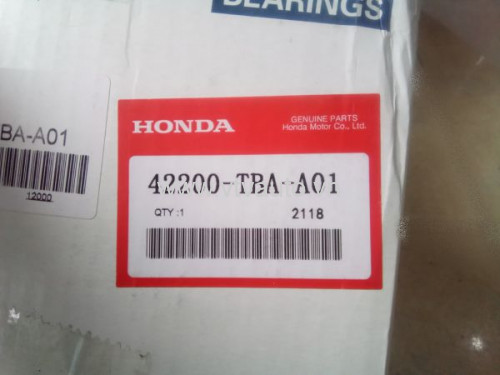 BEARINGS
BA-A01
12000
HONDA
GENUINE PARTS
Honda Motor Co., Ltd.
42200-TBA-A01
QTY :1 2118